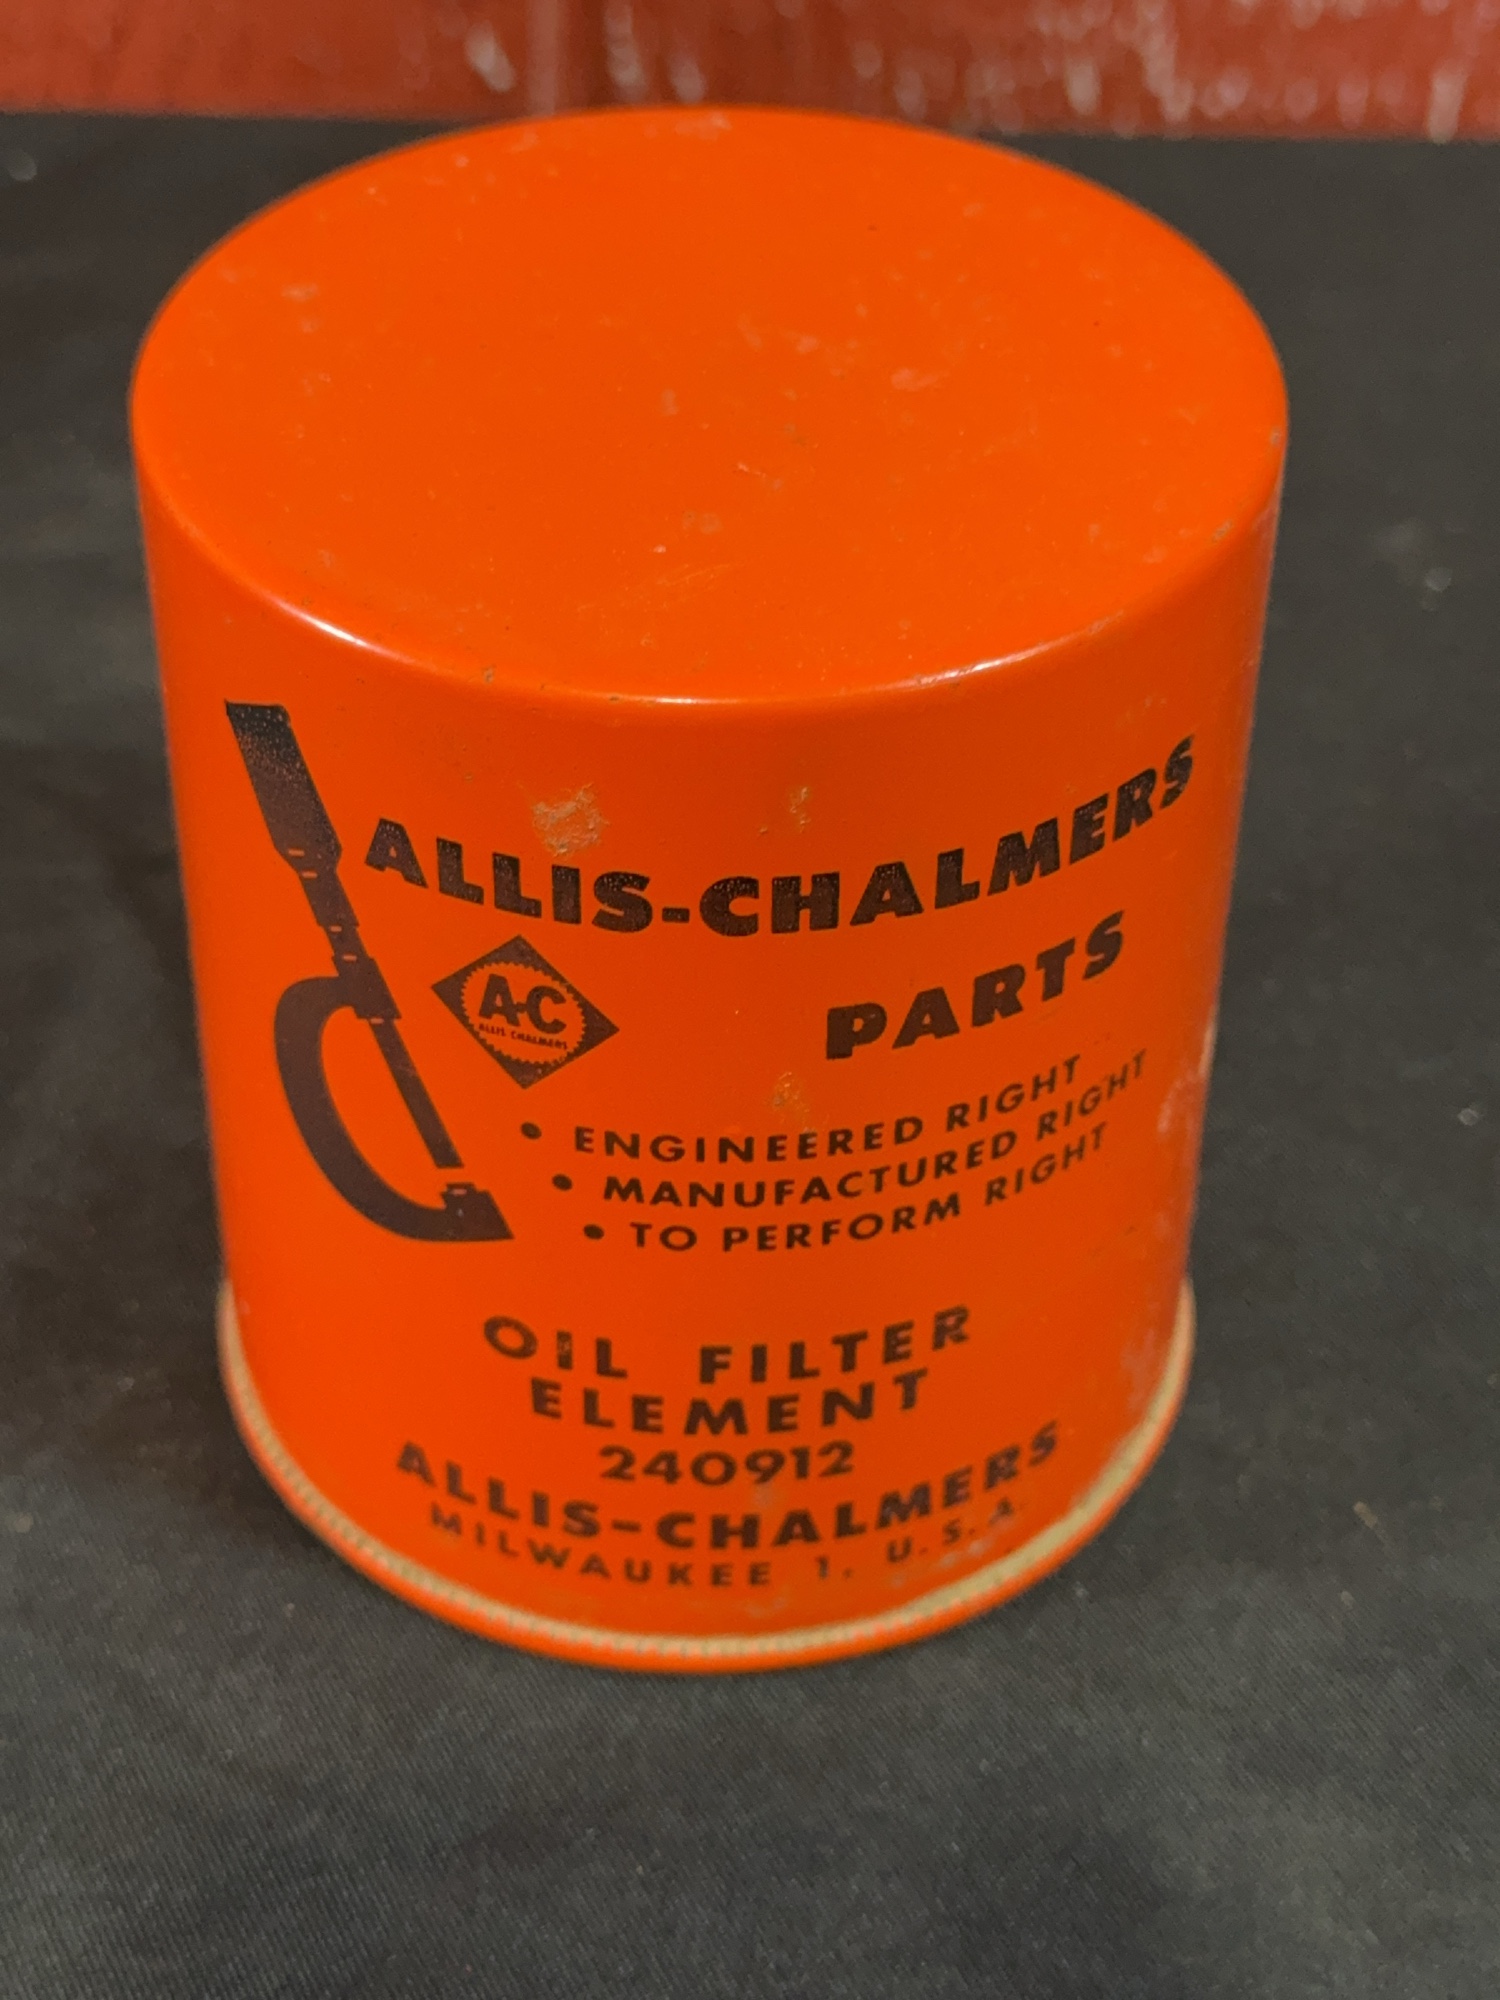 ALLIS-CHALMERS
A-C
ALLIS CHALMERS
PARTS
• ENGINEERED RIGHT
• MANUFACTURED RIGHT
• TO PERFORM RIGHT
OIL FILTER
ELEMENT
240912
ALLIS-CHALMERS
MILWAUKEE 1, U.S.A.